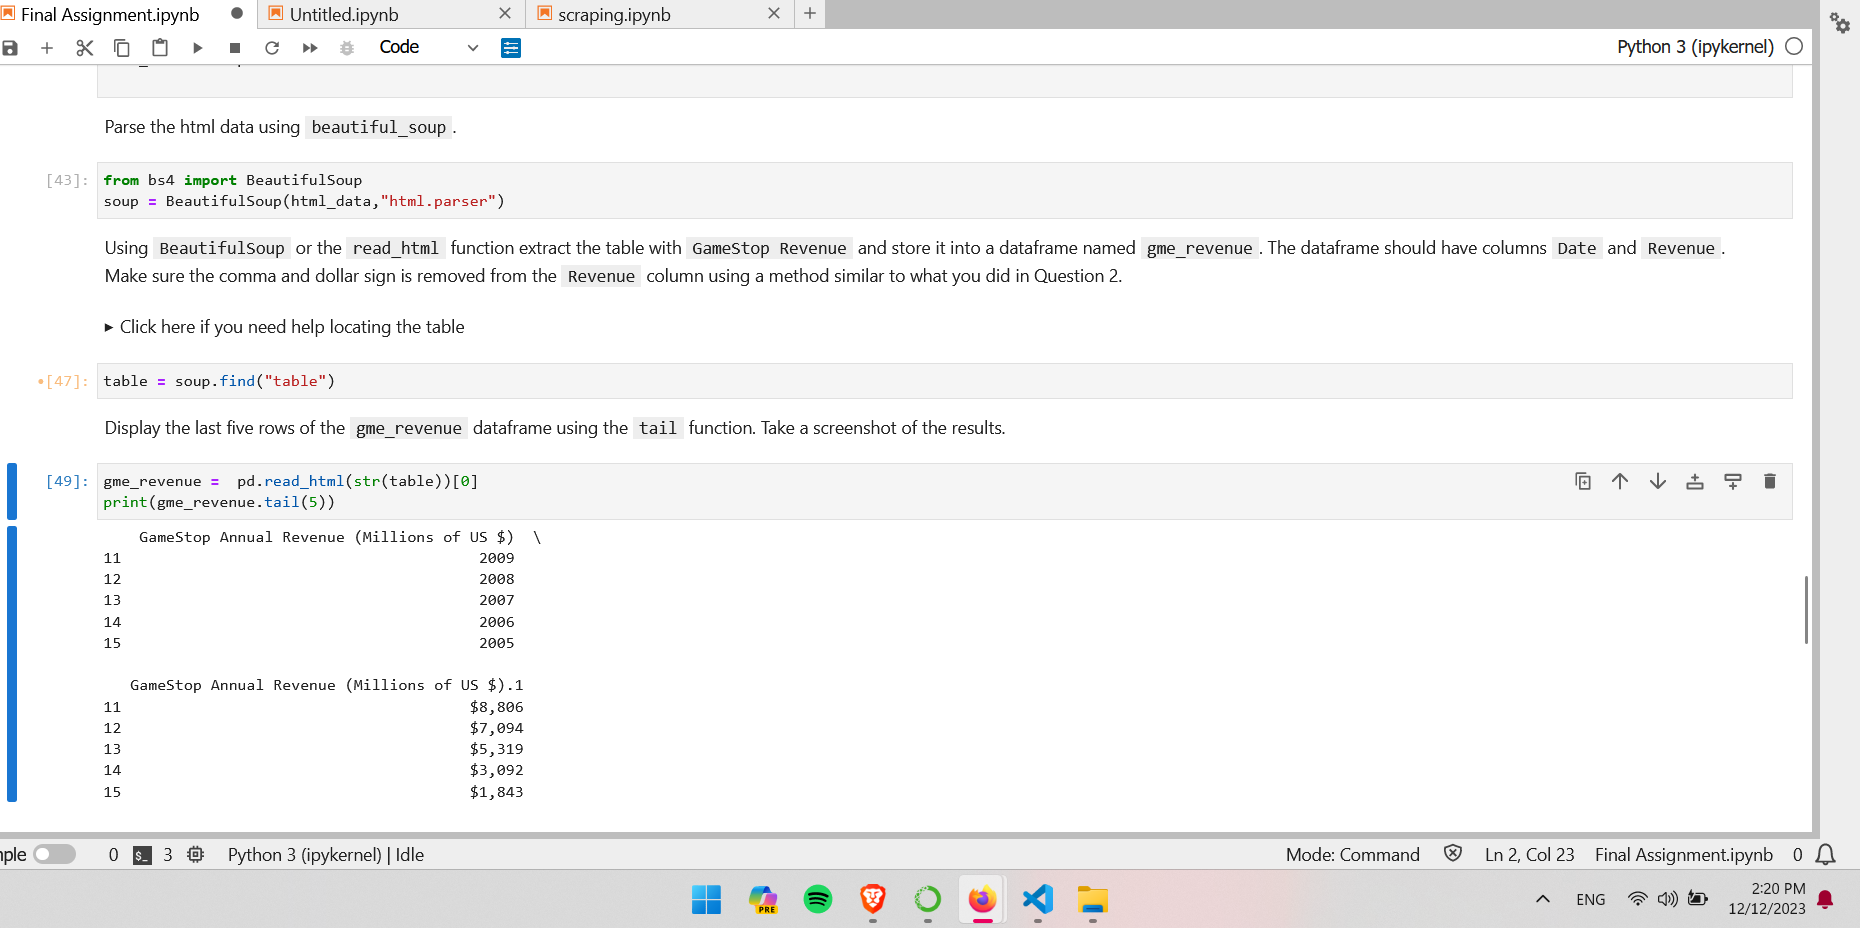 Final Assignment.ipynb Untitled.ipynb scraping.ipynb
Code Python 3 (ipykernel)
Parse the html data using beautiful_soup .
[43]: from bs4 import BeautifulSoup
soup = BeautifulSoup(html_data,"html.parser")
Using BeautifulSoup or the read_html function extract the table with GameStop Revenue and store it into a dataframe named gme_revenue . The dataframe should have columns Date and Revenue .
Make sure the comma and dollar sign is removed from the Revenue column using a method similar to what you did in Question 2.
▸ Click here if you need help locating the table
•[47]: table = soup.find("table")
Display the last five rows of the gme_revenue dataframe using the tail function. Take a screenshot of the results.
[49]: gme_revenue =  pd.read_html(str(table))[0]
print(gme_revenue.tail(5))
GameStop Annual Revenue (Millions of US $)  \
11 2009
12 2008
13 2007
14 2006
15 2005
GameStop Annual Revenue (Millions of US $).1
11 $8,806
12 $7,094
13 $5,319
14 $3,092
15 $1,843
mple 0 $_ 3 Python 3 (ipykernel) | Idle Mode: Command Ln 2, Col 23 Final Assignment.ipynb 0
PRE ENG 2:20 PM
12/12/2023